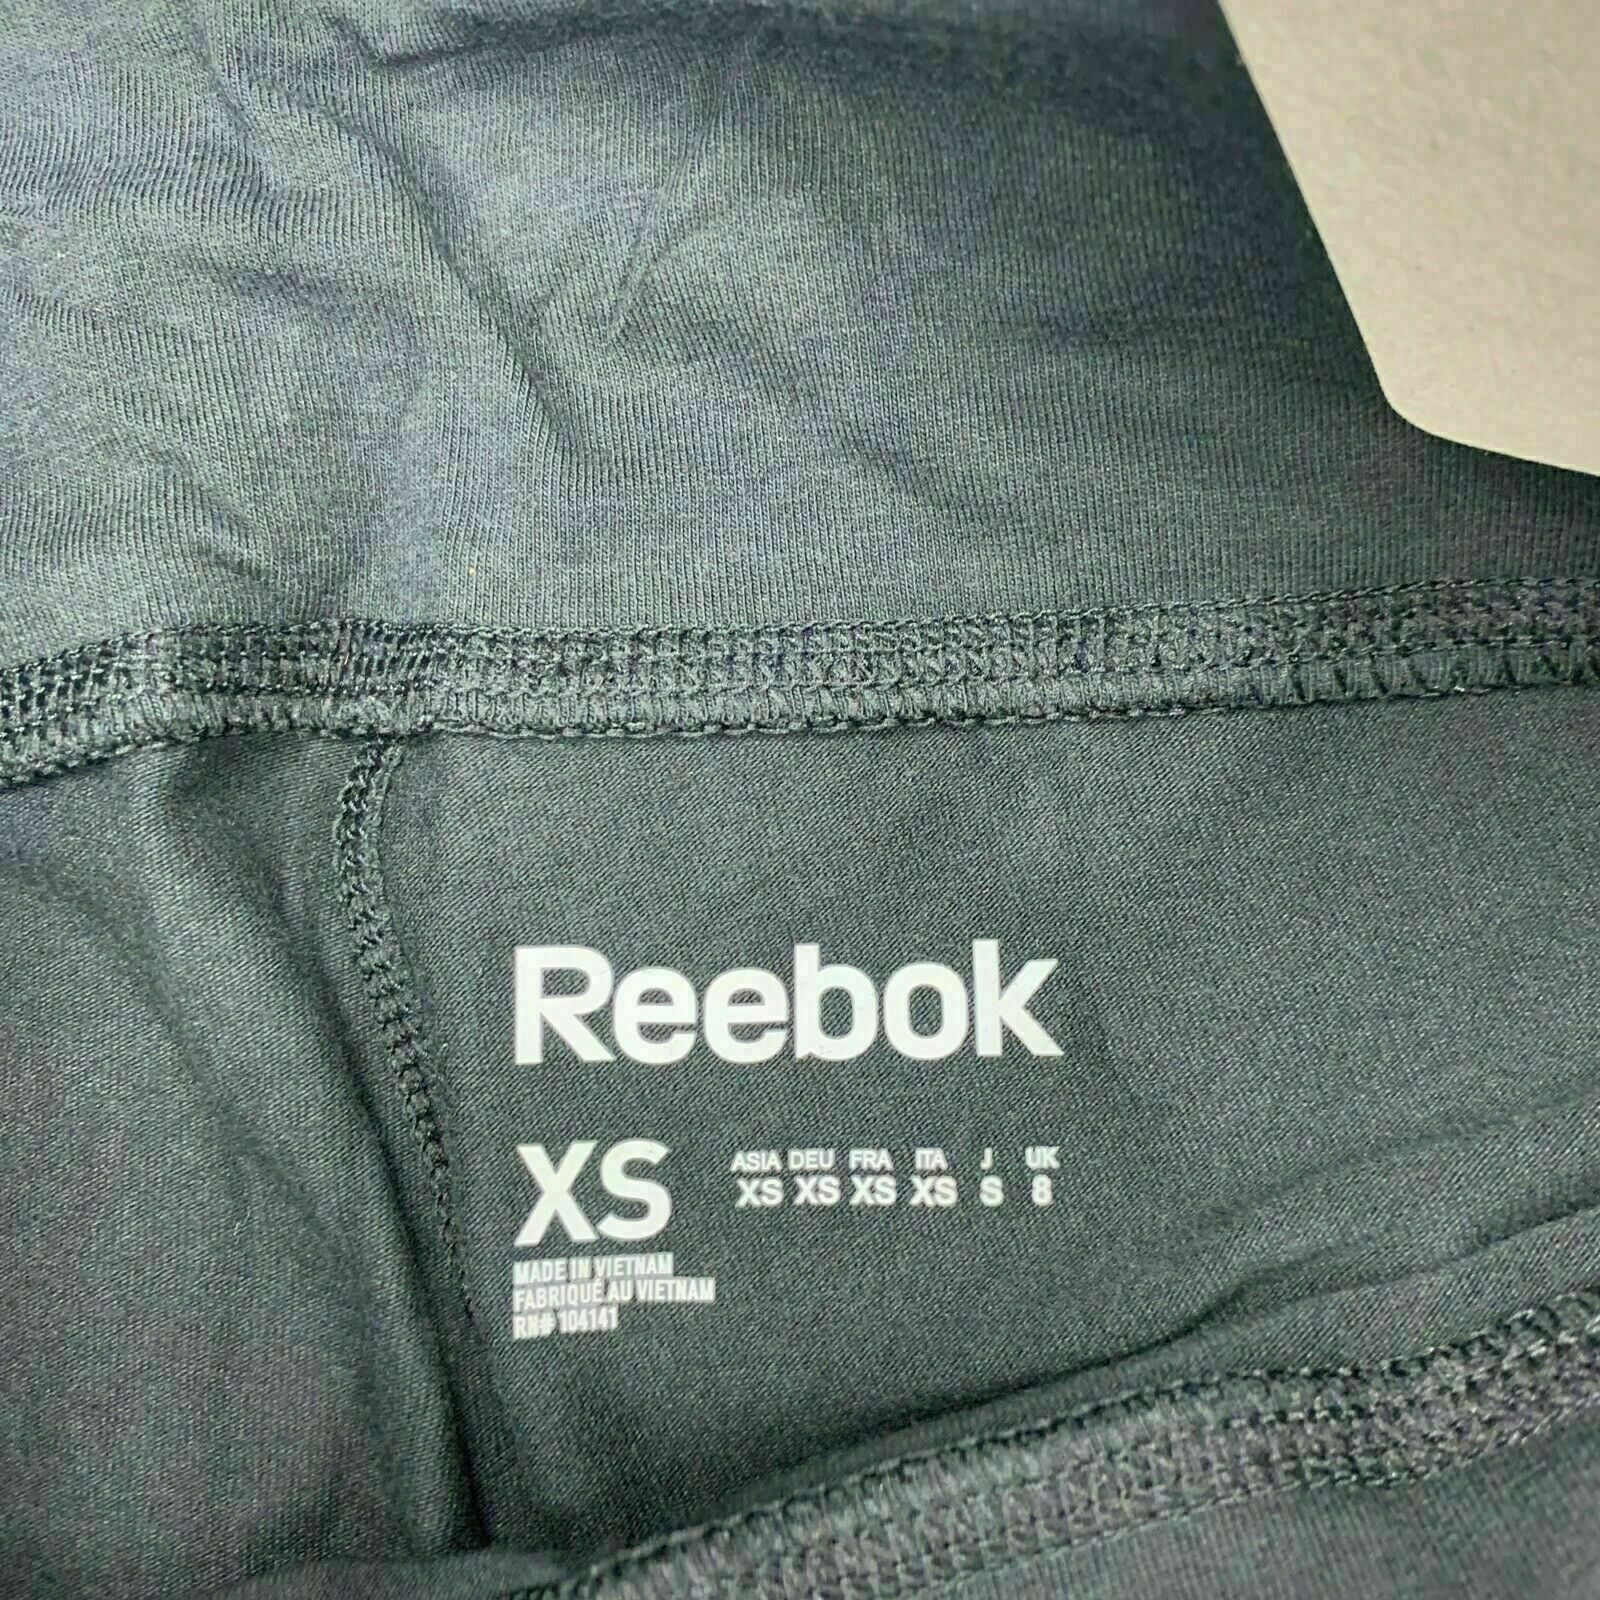 Reebok
XS
ASIA DEU FRA ITA J UK
XS XS XS XS S 8
MADE IN VIETNAM
FABRIQUÉ AU VIETNAM
RN# 104141